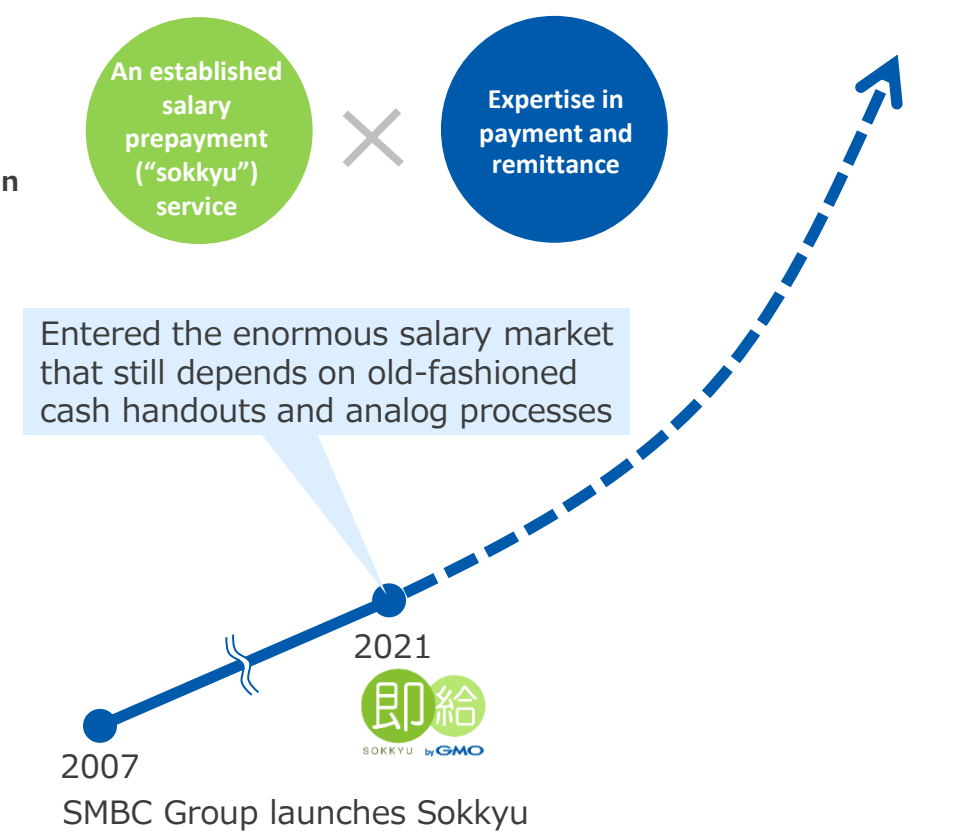 An established
salary
prepayment
(“sokkyu”)
service
Expertise in
payment and
remittance
n
Entered the enormous salary market
that still depends on old-fashioned
cash handouts and analog processes
2021
即給
SOKKYU by GMO
2007
SMBC Group launches Sokkyu